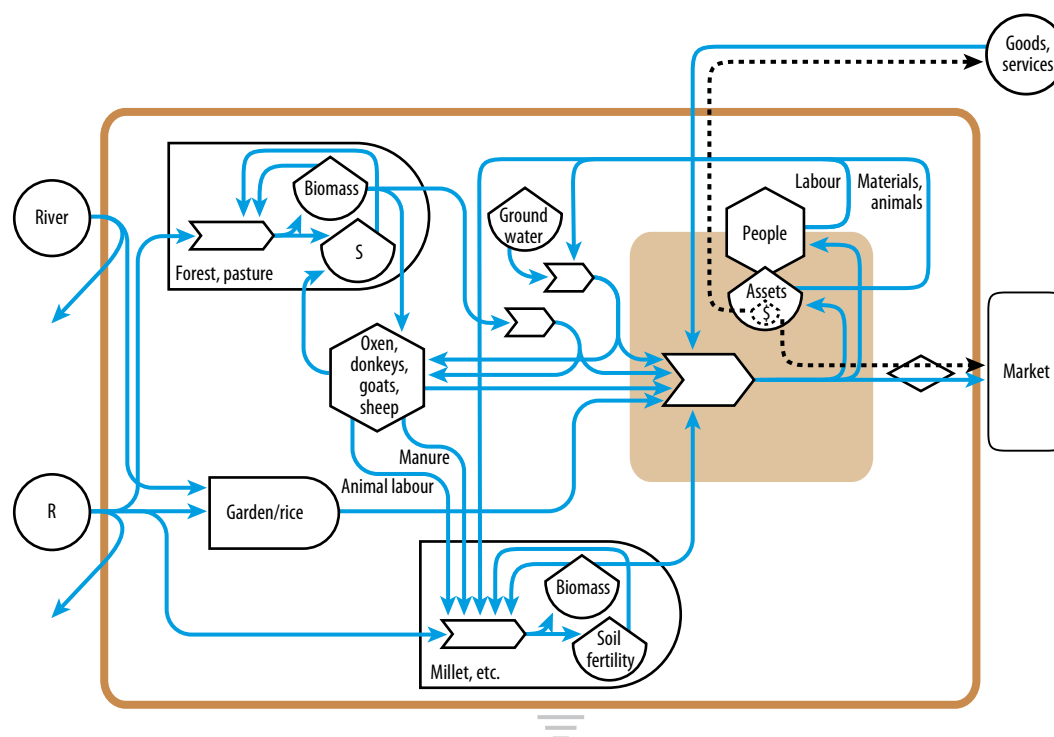 Goods,
services
River
Biomass
S
Forest, pasture
Ground
water
Labour
Materials,
animals
People
Assets
$
Market
Oxen,
donkeys,
goats,
sheep
Manure
Animal labour
R
Garden/rice
Biomass
Soil
fertility
Millet, etc.